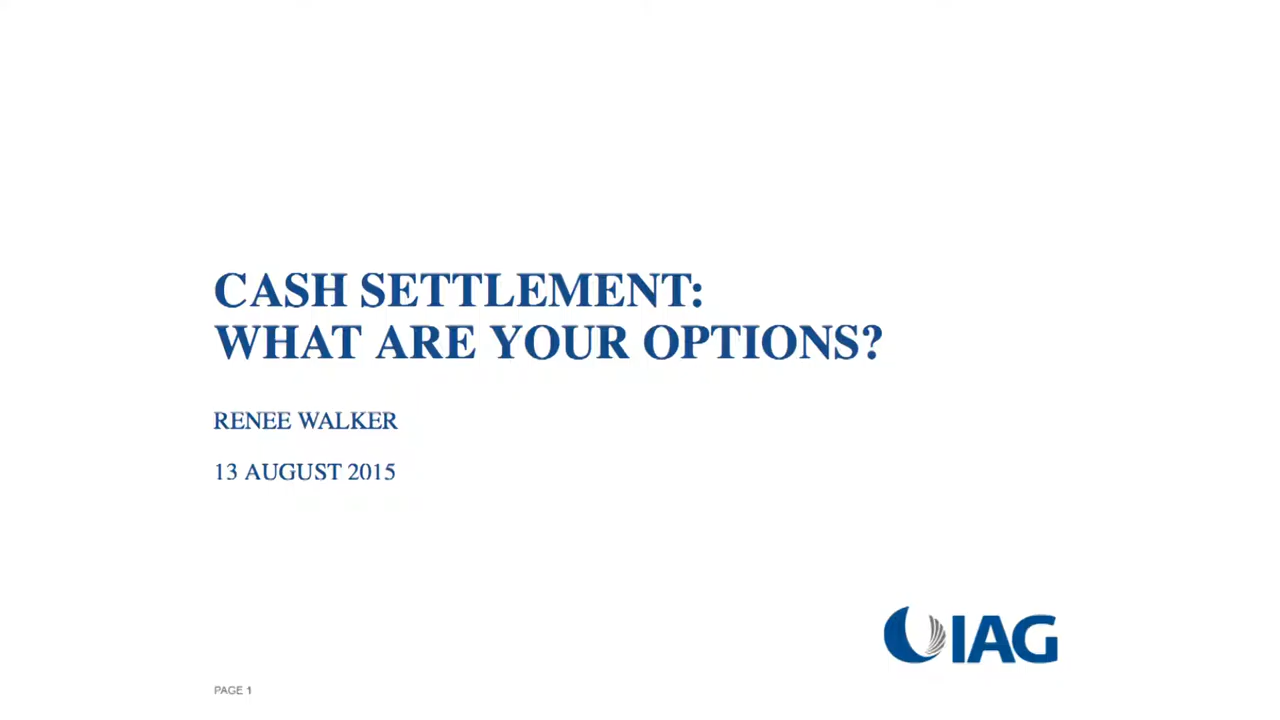 CASH SETTLEMENT:
WHAT ARE YOUR OPTIONS?
RENEE WALKER
13 AUGUST 2015
IAG
PAGE 1